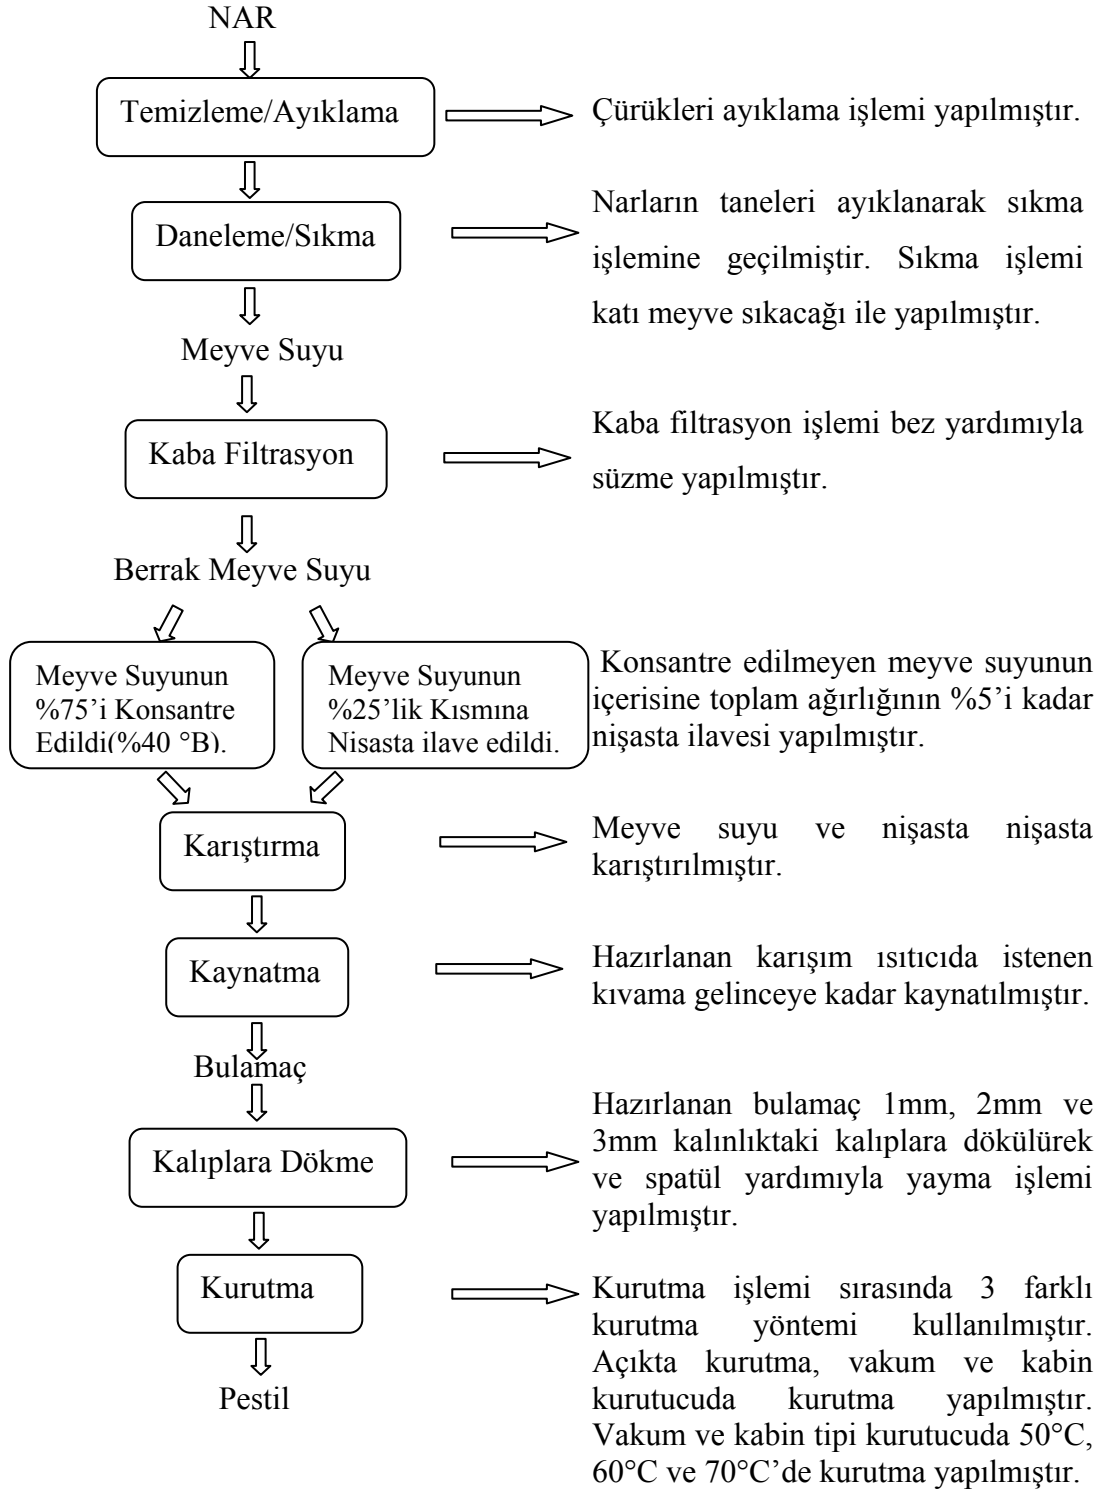 NAR
Temizleme/Ayıklama
Çürükleri ayıklama işlemi yapılmıştır.
Daneleme/Sıkma
Narların taneleri ayıklanarak sıkma
işlemine geçilmiştir. Sıkma işlemi
katı meyve sıkacağı ile yapılmıştır.
Meyve Suyu
Kaba Filtrasyon
Kaba filtrasyon işlemi bez yardımıyla
süzme yapılmıştır.
Berrak Meyve Suyu
Meyve Suyunun
%75’i Konsantre
Edildi(%40 °B).
Meyve Suyunun
%25’lik Kısmına
Nisasta ilave edildi.
Konsantre edilmeyen meyve suyunun
içerisine toplam ağırlığının %5’i kadar
nişasta ilavesi yapılmıştır.
Karıştırma
Meyve suyu ve nişasta nişasta
karıştırılmıştır.
Kaynatma
Hazırlanan karışım ısıtıcıda istenen
kıvama gelinceye kadar kaynatılmıştır.
Bulamaç
Kalıplara Dökme
Hazırlanan bulamaç 1mm, 2mm ve
3mm kalınlıktaki kalıplara dökülürek
ve spatül yardımıyla yayma işlemi
yapılmıştır.
Kurutma
Kurutma işlemi sırasında 3 farklı
kurutma yöntemi kullanılmıştır.
Açıkta kurutma, vakum ve kabin
kurutucuda kurutma yapılmıştır.
Vakum ve kabin tipi kurutucuda 50°C,
60°C ve 70°C’de kurutma yapılmıştır.
Pestil